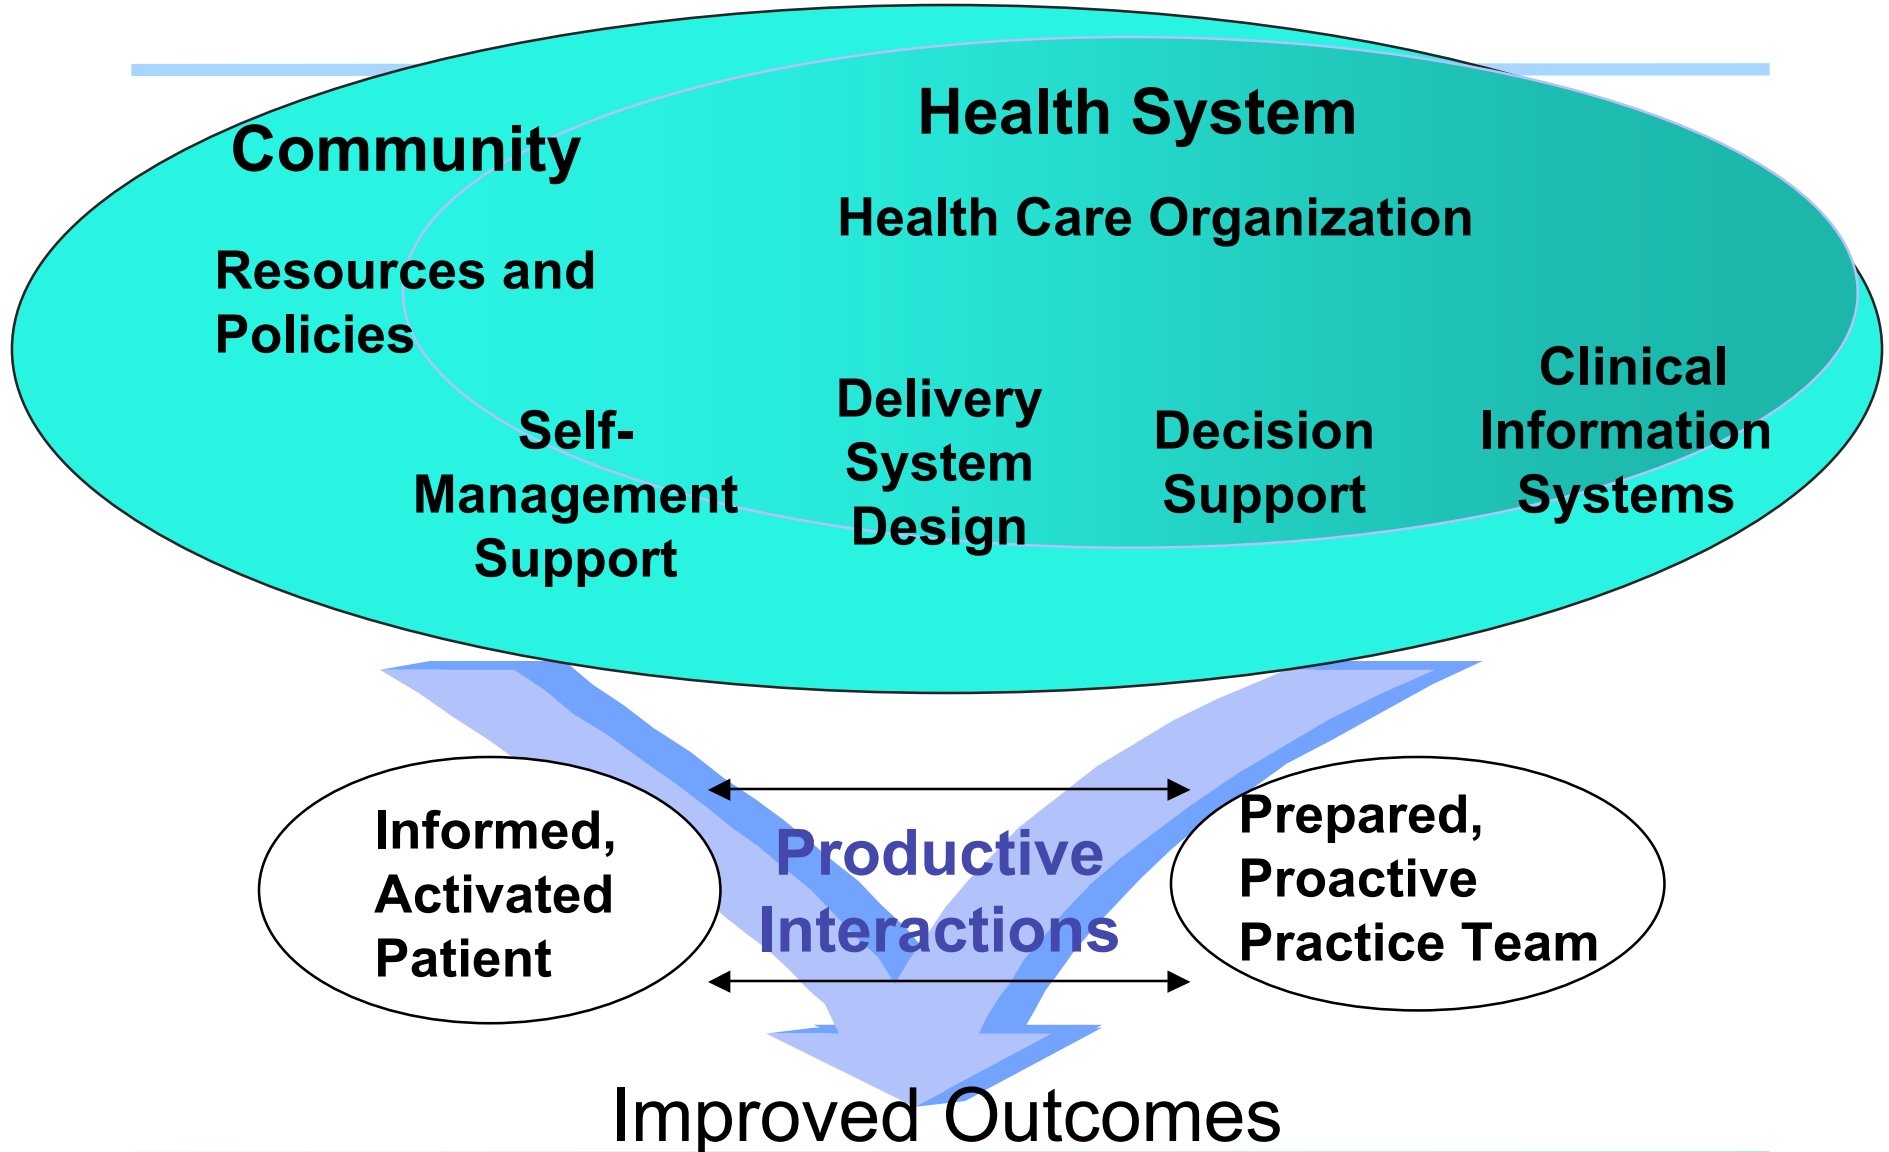 Community
Health System
Health Care Organization
Resources and
Policies
Self-
Management
Support
Delivery
System
Design
Decision
Support
Clinical
Information
Systems
Informed,
Activated
Patient
Productive
Interactions
Prepared,
Proactive
Practice Team
Improved Outcomes